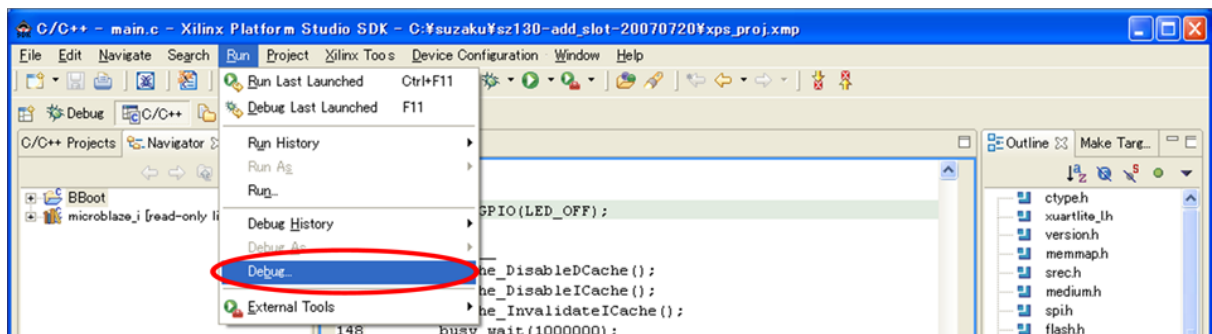 C/C++ - main.c - Xilinx Platform Studio SDK - C:¥suzaku¥sz130-add_slot-20070720¥xps_proj.xmp
File Edit Navigate Search Run Project Xilinx Toos Device Configuration Window Help
Run Last Launched Ctrl+F11
Debug C/C++ Debug Last Launched F11
C/C++ Projects Navigator Run History Outline Make Targ...
Run As
BBoot Run... ctype.h
microblaze_i [read-only li GPIO(LED_OFF); xuartlite_l.h
Debug History version.h
Debug As memmap.h
Debug... he_DisableDCache(); srec.h
he_DisableICache(); medium.h
External Tools he_InvalidateICache(); spi.h
148 busy_wait(1000000); flash.h